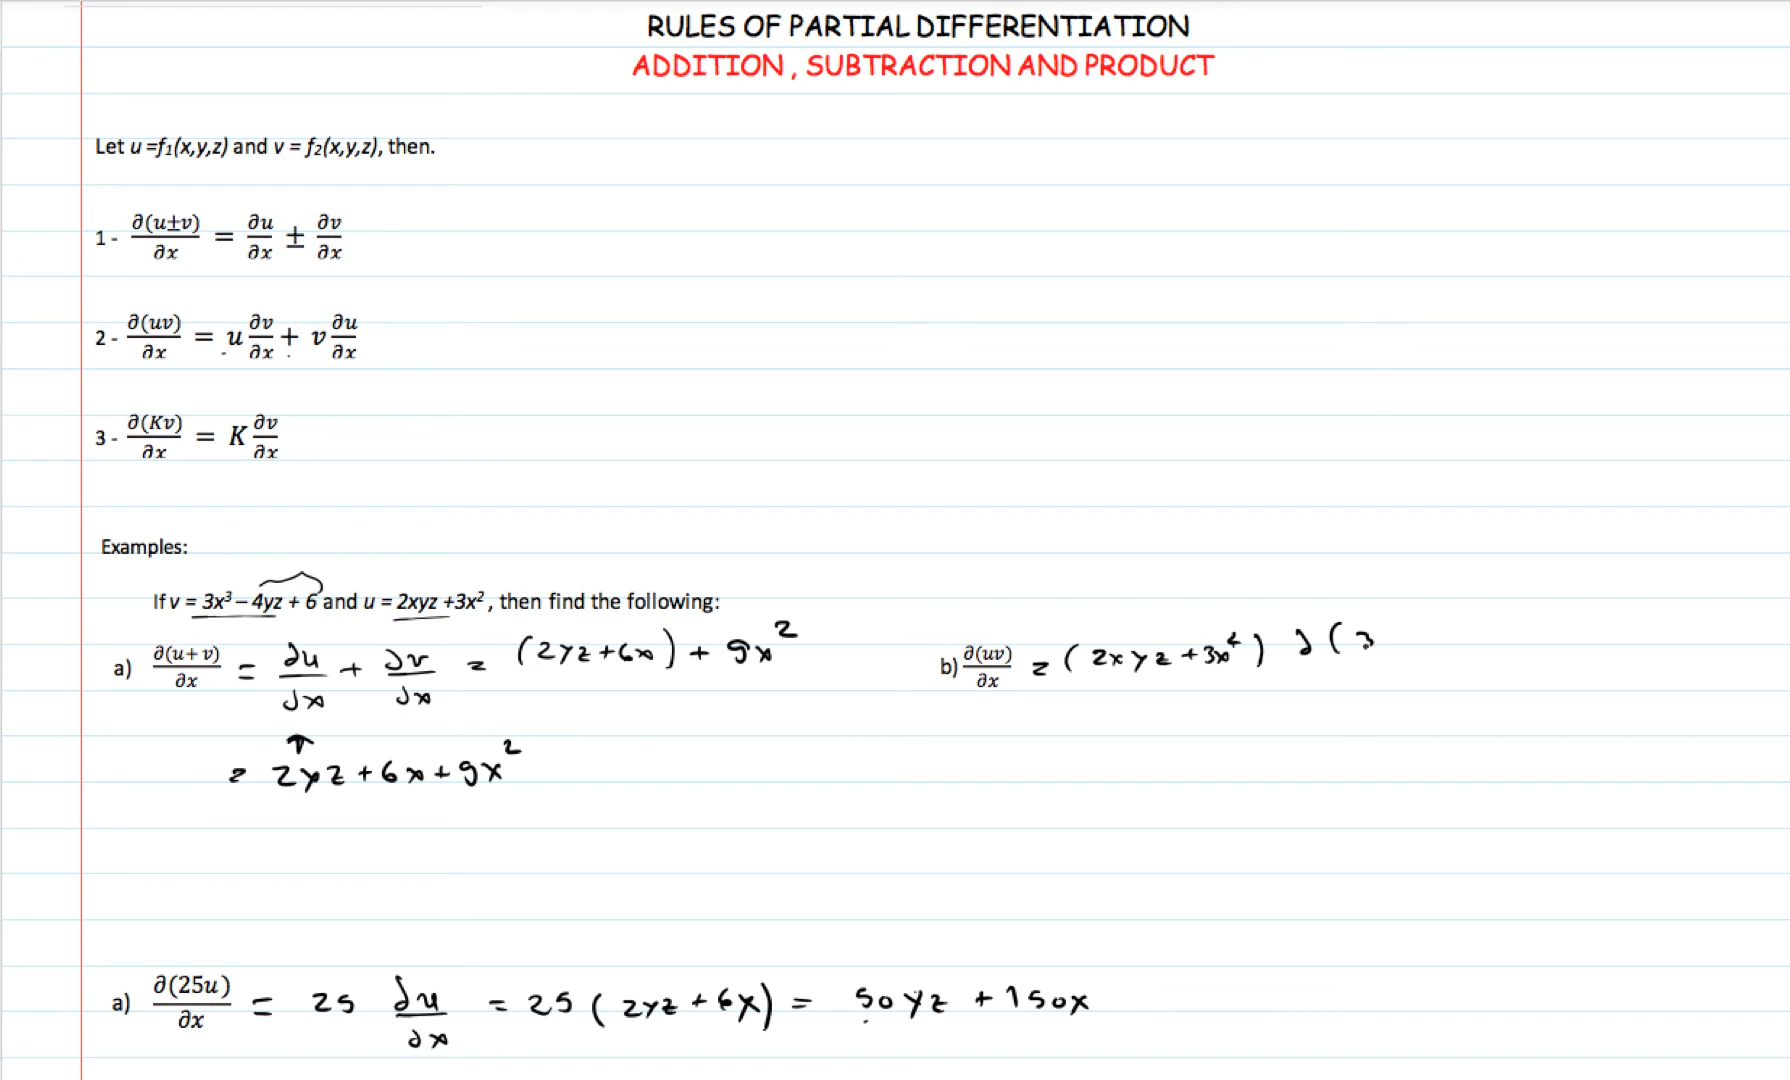 RULES OF PARTIAL DIFFERENTIATION
ADDITION , SUBTRACTION AND PRODUCT
Let u =f₁(x,y,z) and v = f₂(x,y,z), then.
1 - ∂(u±v)/∂x = ∂u/∂x ± ∂v/∂x
2 - ∂(uv)/∂x = u ∂v/∂x + v ∂u/∂x
3 - ∂(Kv)/∂x = K ∂v/∂x
Examples:
If v = 3x³ – 4yz + 6 and u = 2xyz +3x² , then find the following:
a) ∂(u+v)/∂x = ∂u/∂x + ∂v/∂x = (2yz+6x) + 9x²
= 2yz + 6x + 9x²
b) ∂(uv)/∂x = (2xyz + 3x²) ∂(3
a) ∂(25u)/∂x = 25 ∂u/∂x = 25 (2yz + 6x) = 50yz + 150x